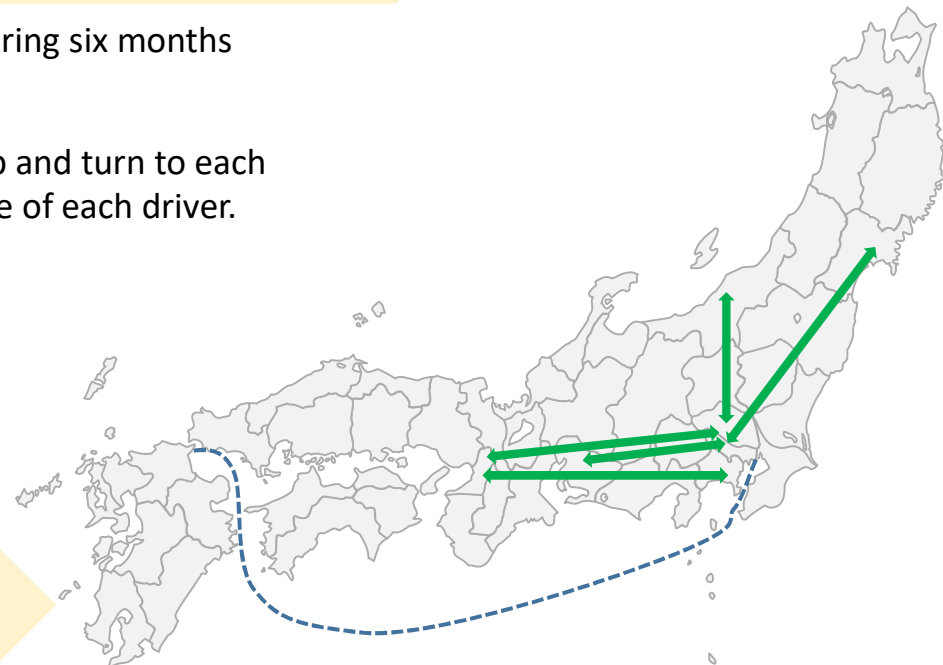 ring six months
and turn to each
e of each driver.